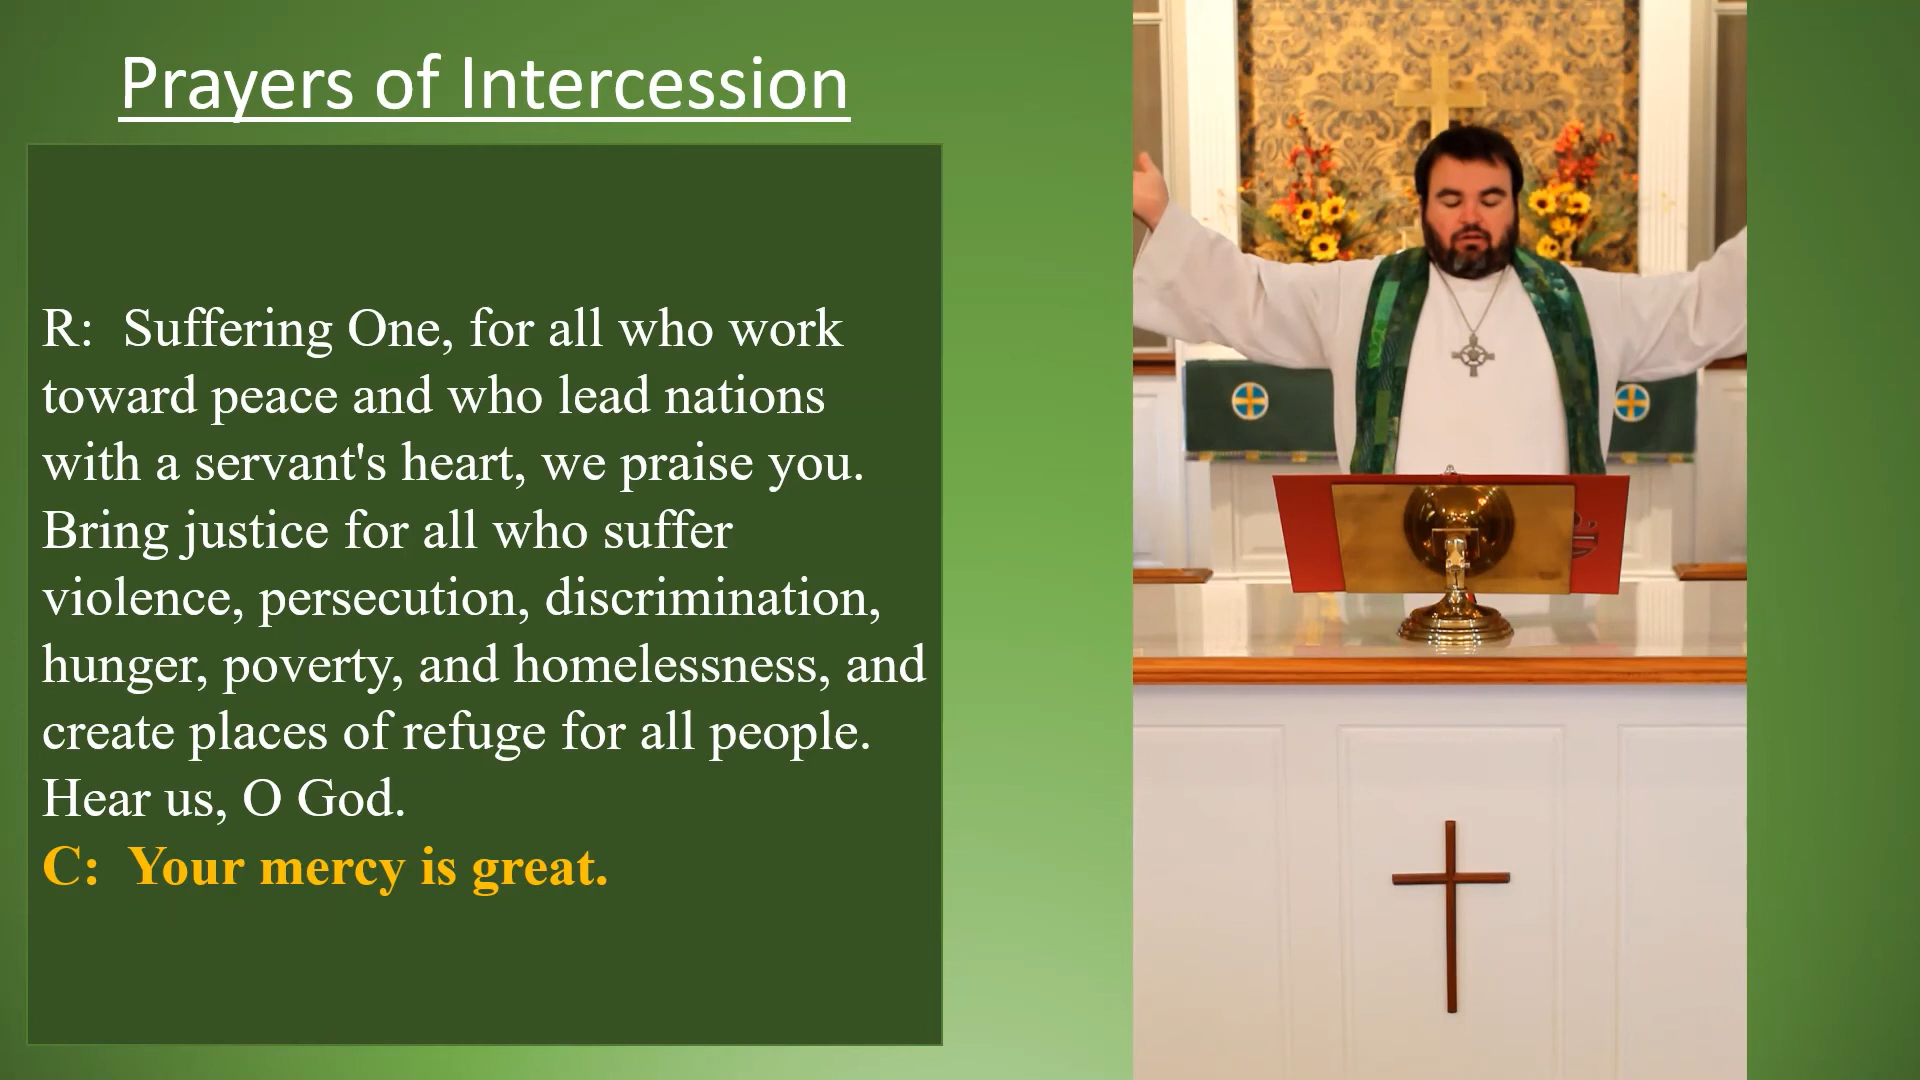 Prayers of Intercession
R:  Suffering One, for all who work
toward peace and who lead nations
with a servant's heart, we praise you.
Bring justice for all who suffer
violence, persecution, discrimination,
hunger, poverty, and homelessness, and
create places of refuge for all people.
Hear us, O God.
C:  Your mercy is great.